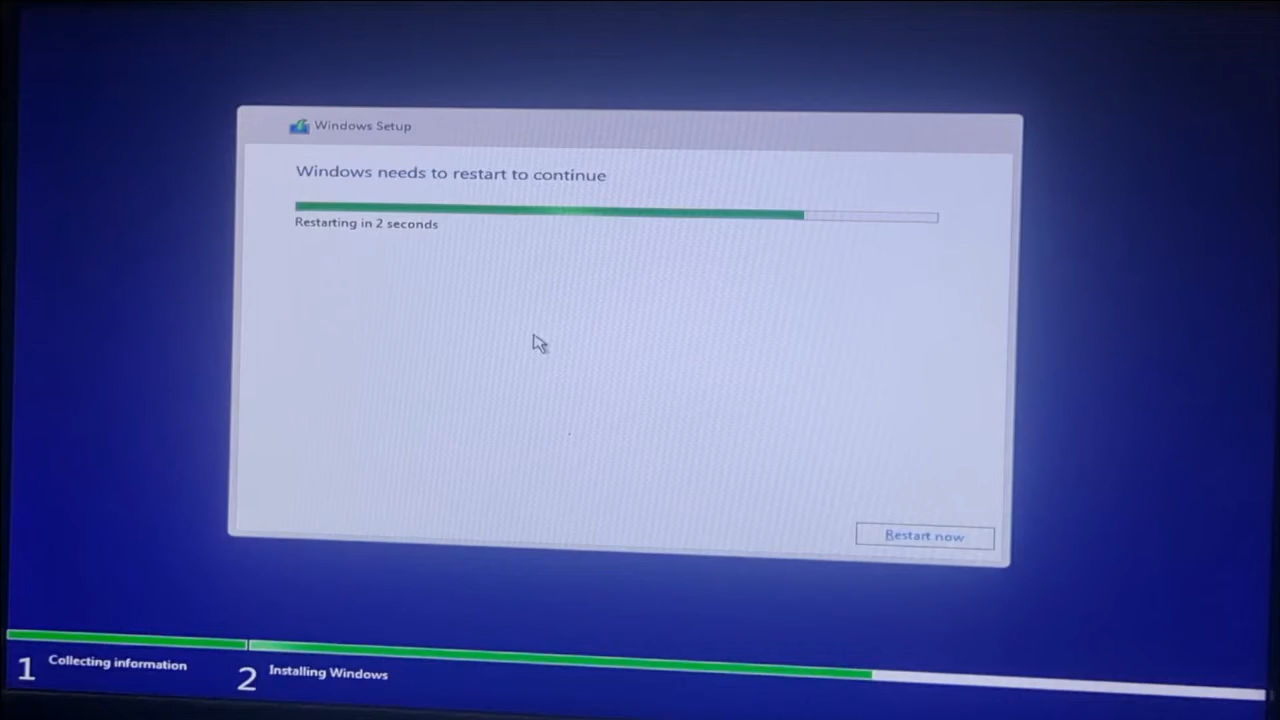 Windows Setup
Windows needs to restart to continue
Restarting in 2 seconds
Restart now
1 Collecting information
2 Installing Windows